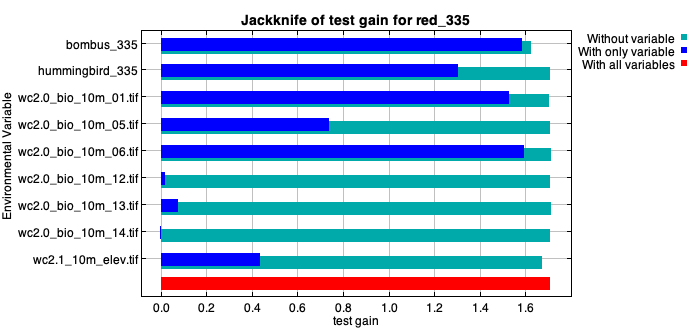 Jackknife of test gain for red_335
Without variable
With only variable
With all variables
Environmental Variable
bombus_335
hummingbird_335
wc2.0_bio_10m_01.tif
wc2.0_bio_10m_05.tif
wc2.0_bio_10m_06.tif
wc2.0_bio_10m_12.tif
wc2.0_bio_10m_13.tif
wc2.0_bio_10m_14.tif
wc2.1_10m_elev.tif
0.0 0.2 0.4 0.6 0.8 1.0 1.2 1.4 1.6
test gain